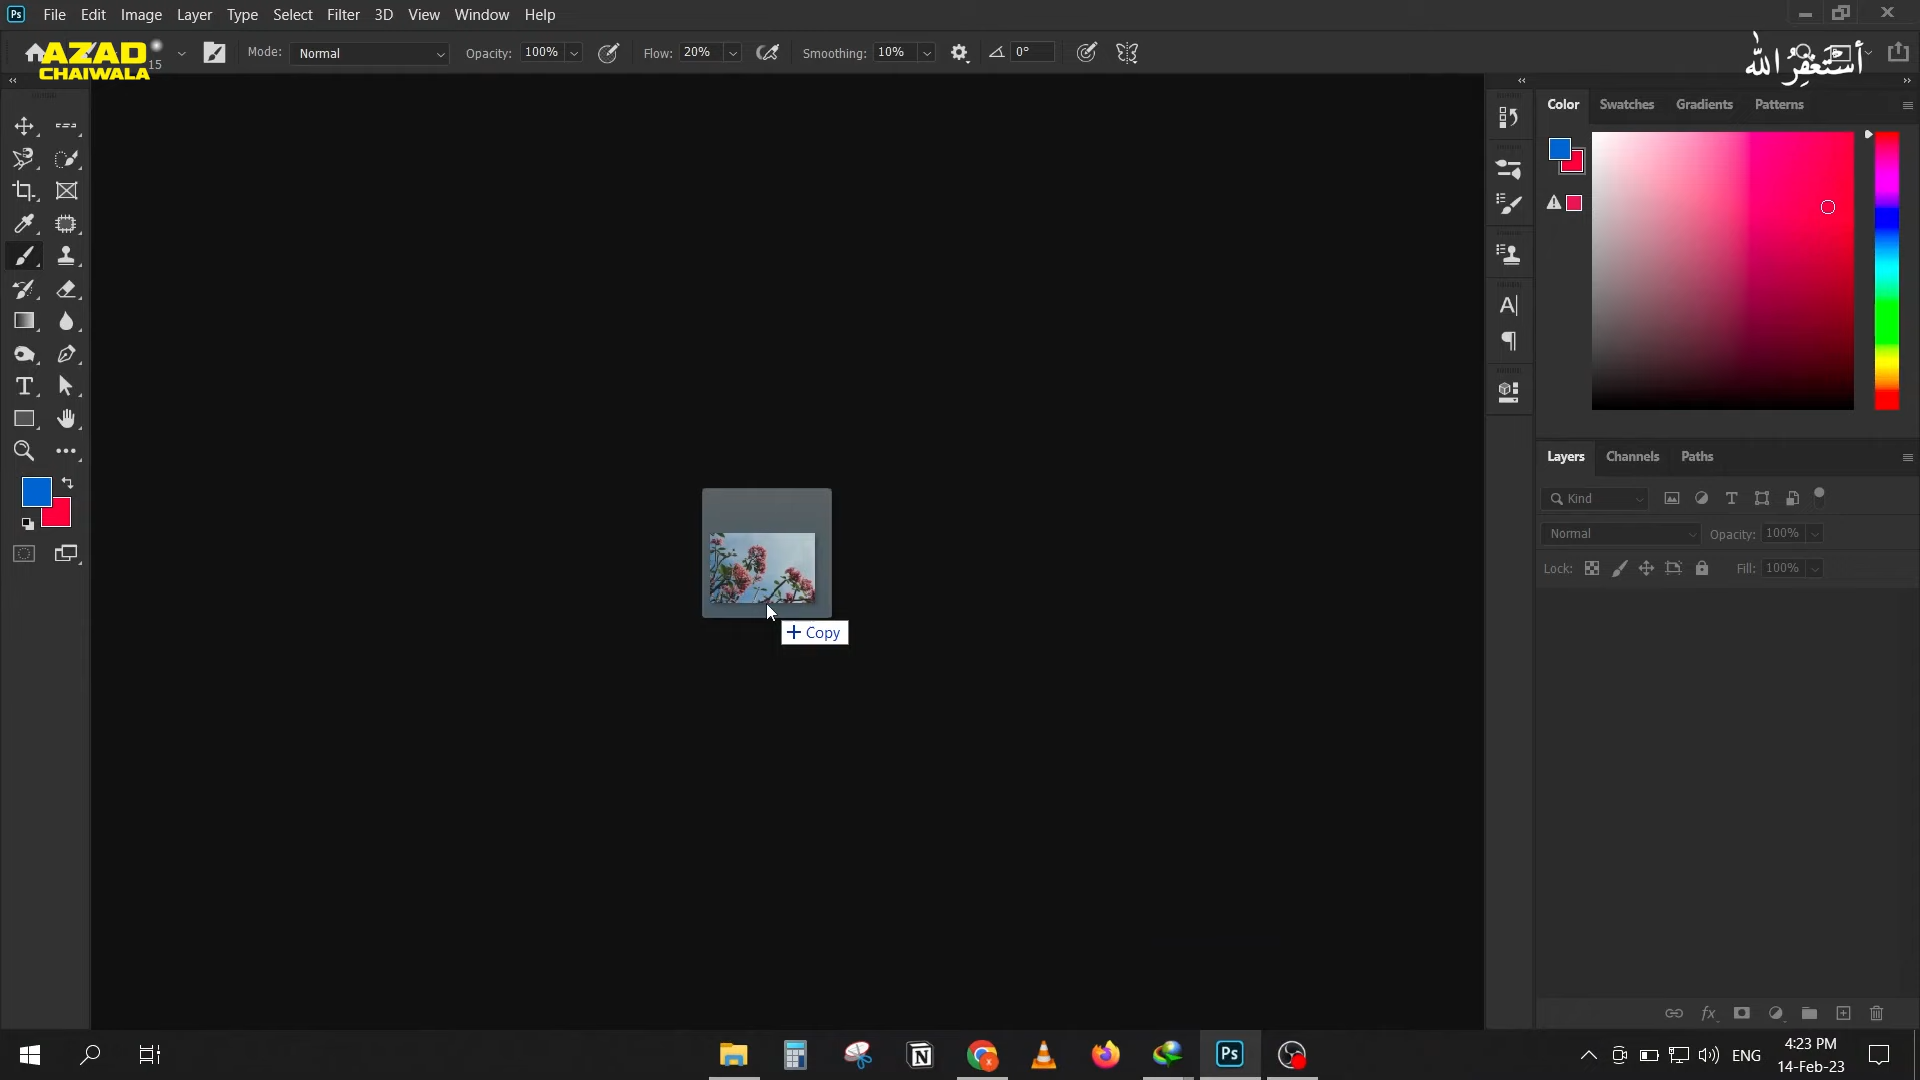 Ps File Edit Image Layer Type Select Filter 3D View Window Help
AZAD
CHAIWALA
15
Mode: Normal Opacity: 100% Flow: 20% Smoothing: 10% 0°
أستغفر الله
Color Swatches Gradients Patterns
Layers Channels Paths
Kind
Normal Opacity: 100%
Lock: Fill: 100%
Copy
Ps
ENG
4:23 PM
14-Feb-23